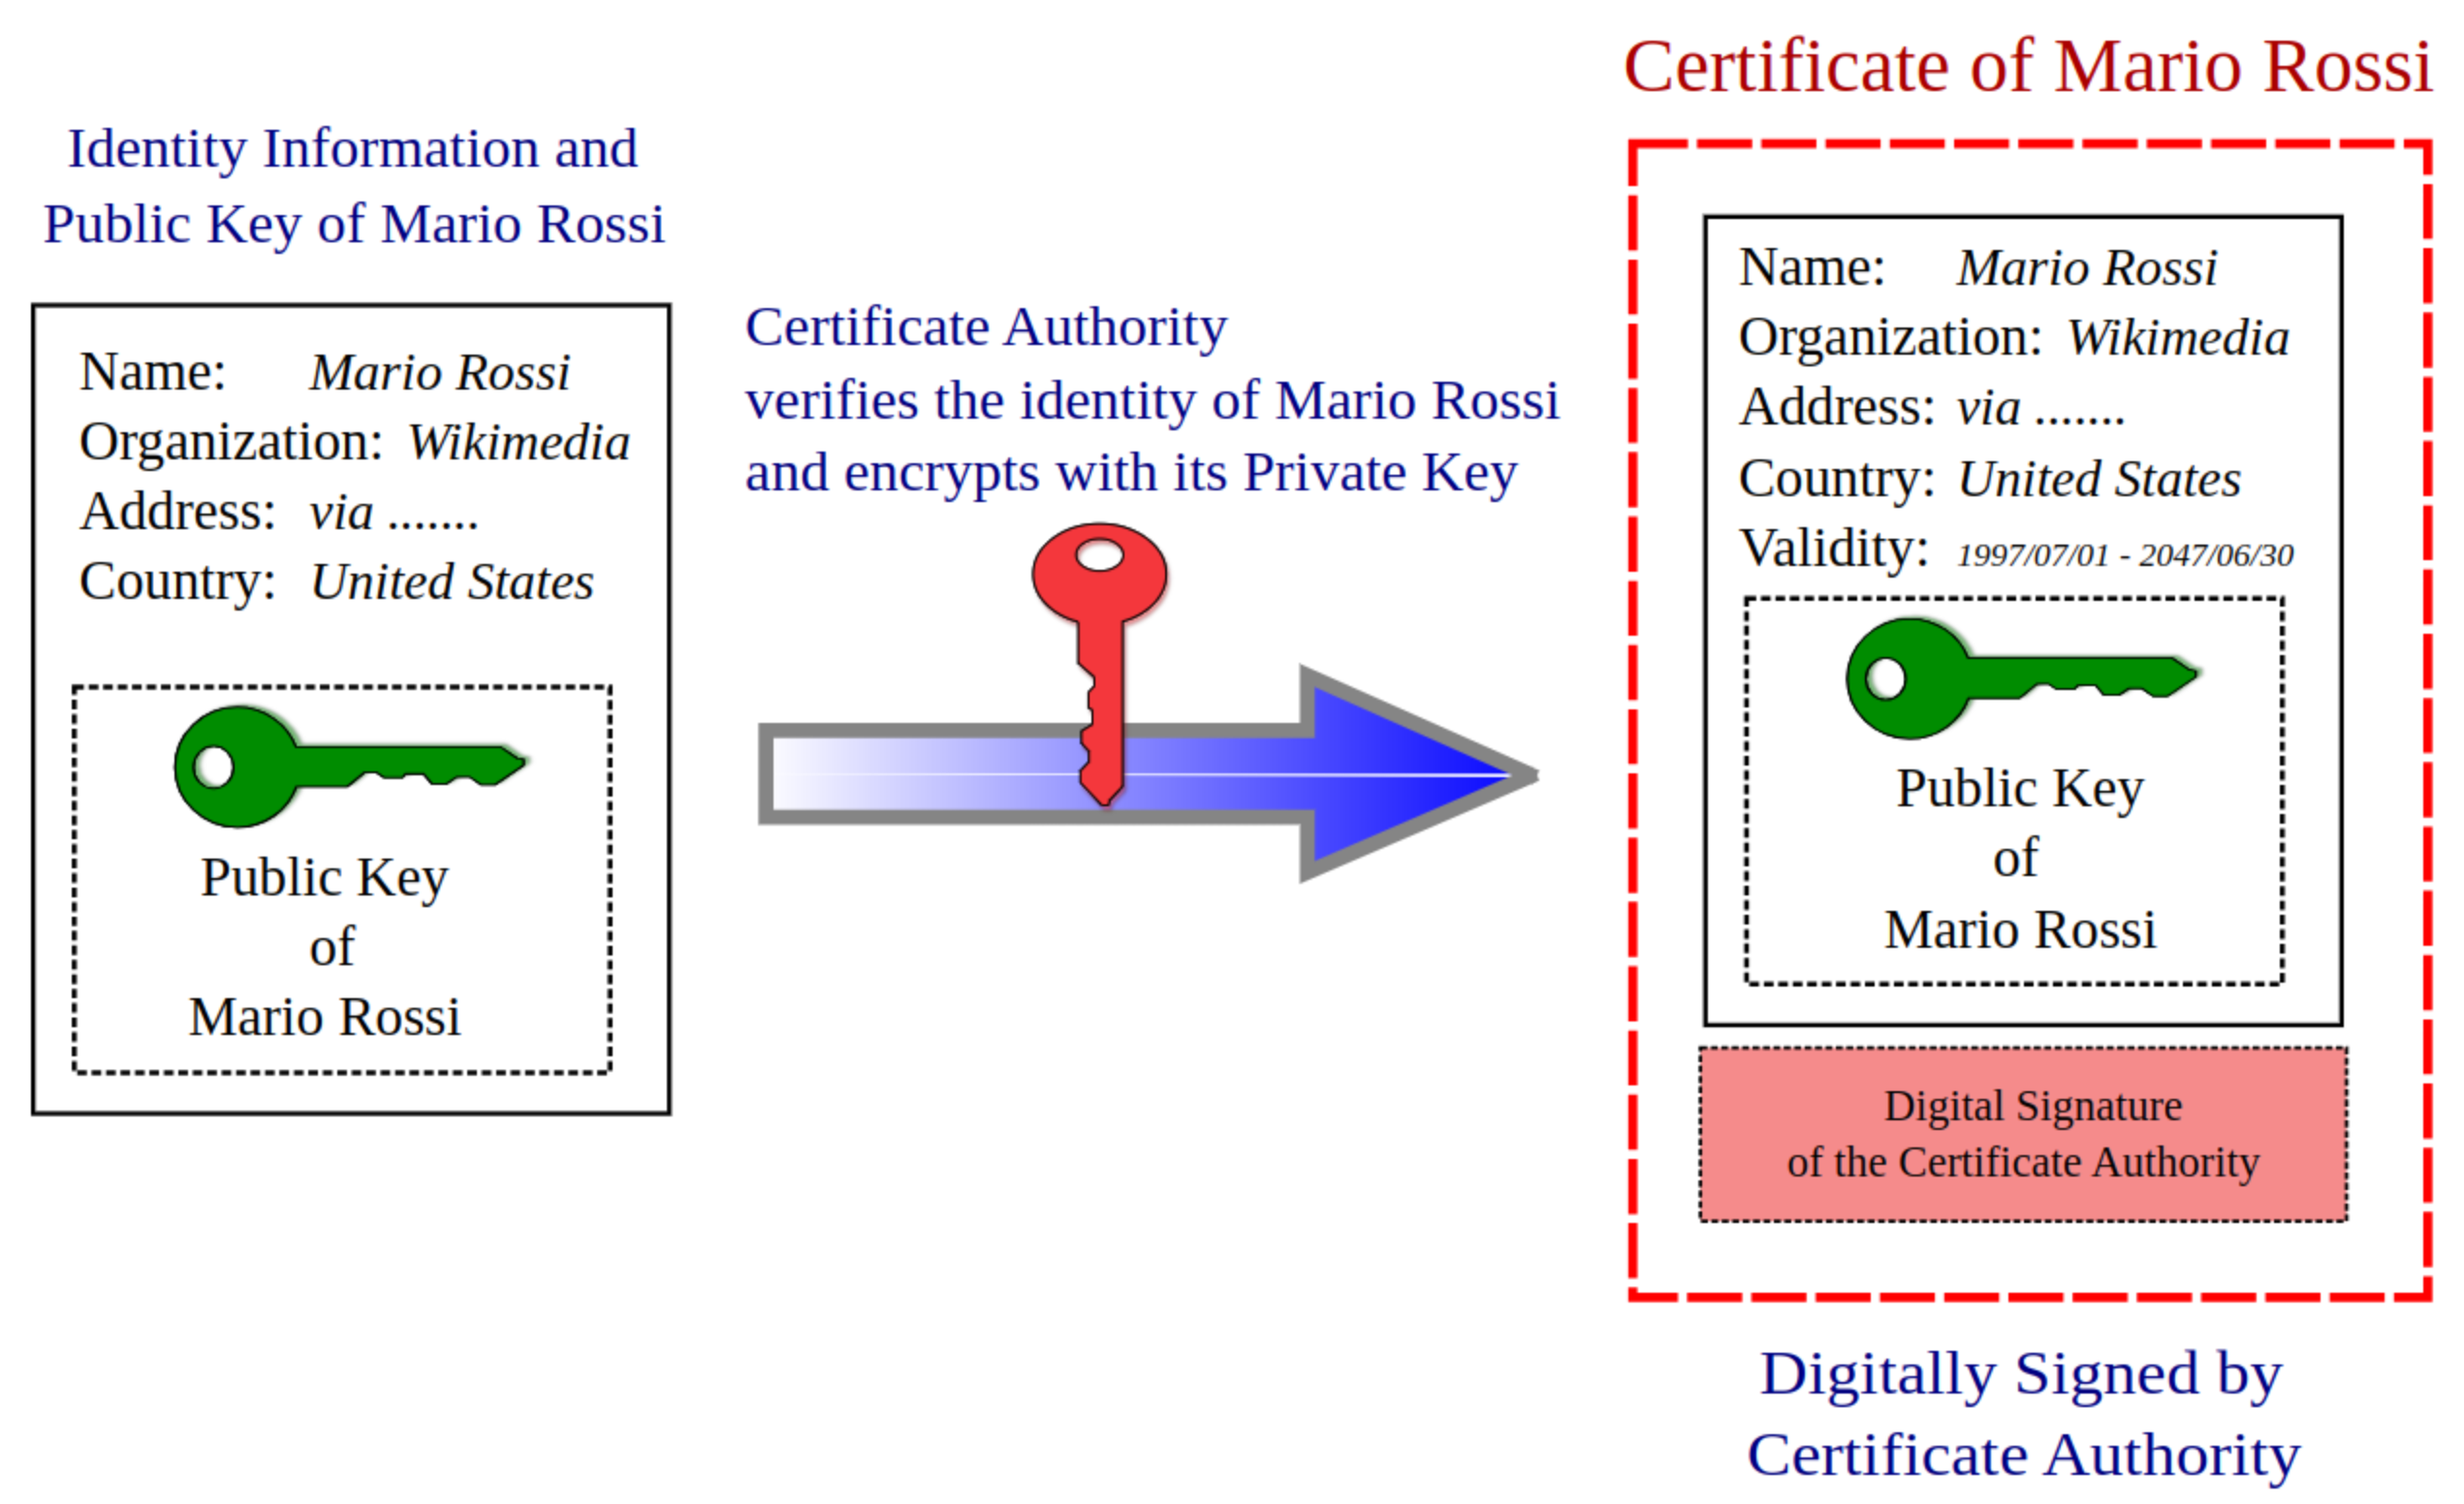 Identity Information and
Public Key of Mario Rossi
Name: Mario Rossi
Organization: Wikimedia
Address: via .......
Country: United States
Public Key
of
Mario Rossi
Certificate Authority
verifies the identity of Mario Rossi
and encrypts with its Private Key
Certificate of Mario Rossi
Name: Mario Rossi
Organization: Wikimedia
Address: via .......
Country: United States
Validity: 1997/07/01 - 2047/06/30
Public Key
of
Mario Rossi
Digital Signature
of the Certificate Authority
Digitally Signed by
Certificate Authority